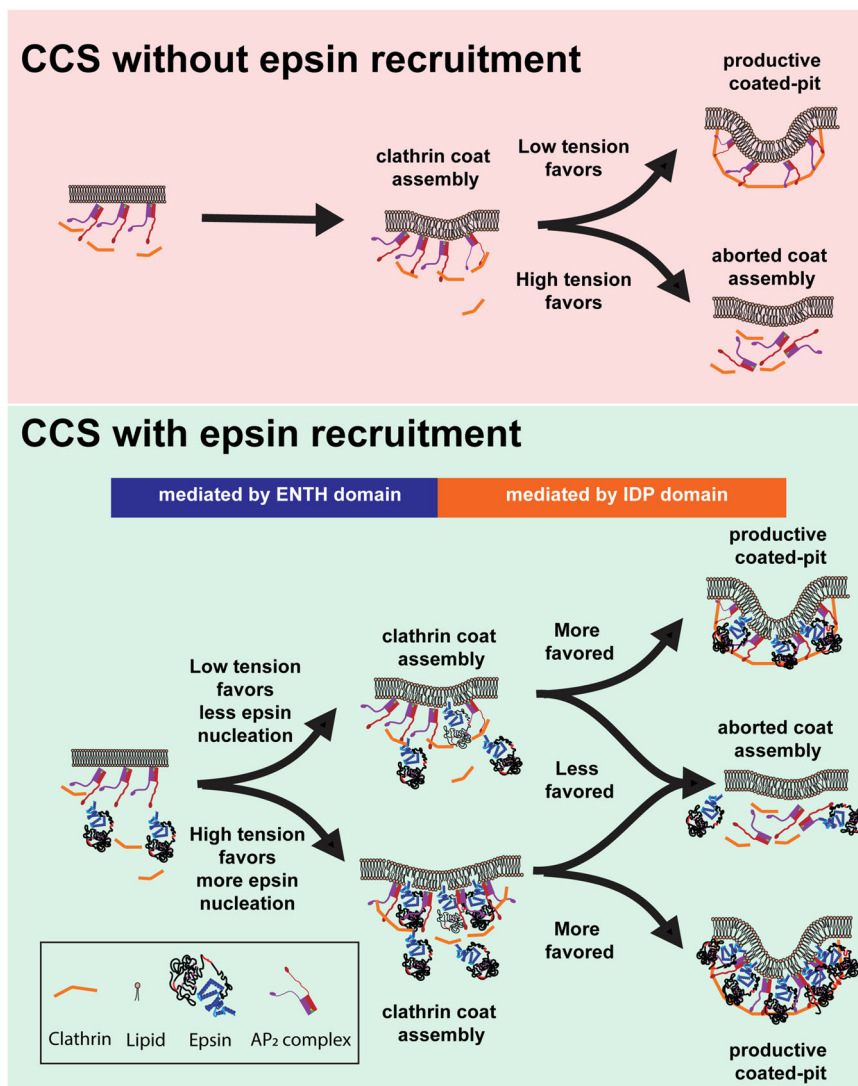 CCS without epsin recruitment
productive
coated-pit
clathrin coat
assembly
Low tension
favors
High tension
favors
aborted coat
assembly
CCS with epsin recruitment
mediated by ENTH domain
mediated by IDP domain
productive
coated-pit
clathrin coat
assembly
More
favored
Low tension
favors
less epsin
nucleation
aborted coat
assembly
Less
favored
High tension
favors
more epsin
nucleation
More
favored
clathrin coat
assembly
productive
coated-pit
Clathrin
Lipid
Epsin
AP₂ complex